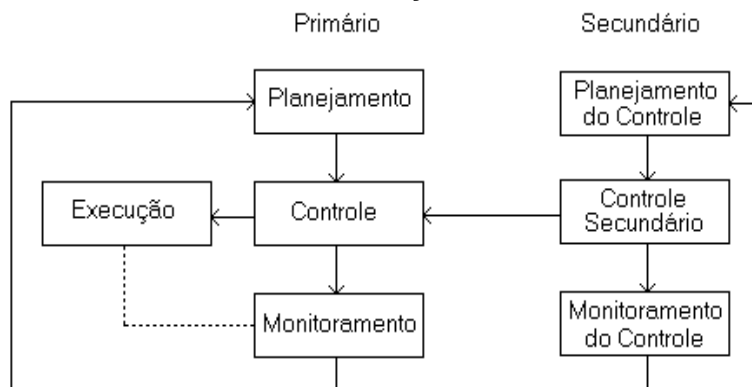 Primário
Secundário
Planejamento
Planejamento
do Controle
Execução
Controle
Controle
Secundário
Monitoramento
Monitoramento
do Controle